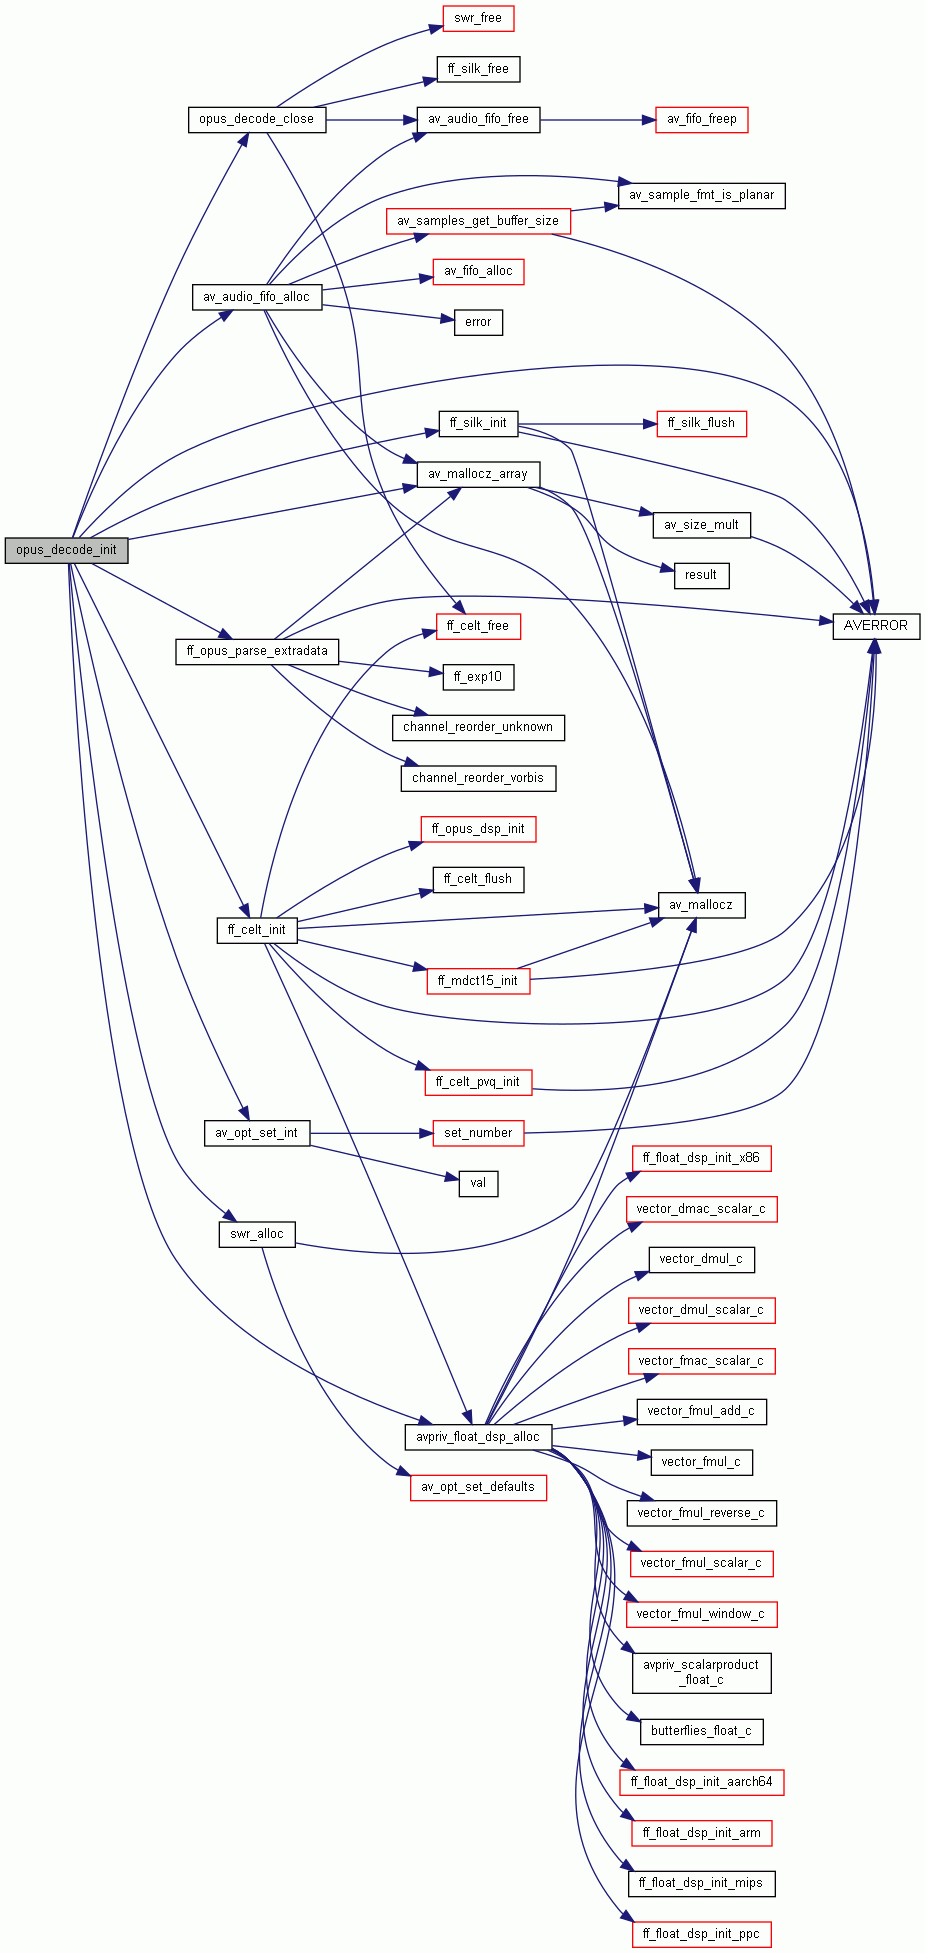 swr_free
ff_silk_free
opus_decode_close
av_audio_fifo_free
av_fifo_freep
av_sample_fmt_is_planar
av_samples_get_buffer_size
av_fifo_alloc
av_audio_fifo_alloc
error
ff_silk_init
ff_silk_flush
av_mallocz_array
av_size_mult
opus_decode_init
result
ff_celt_free
AVERROR
ff_opus_parse_extradata
ff_exp10
channel_reorder_unknown
channel_reorder_vorbis
ff_opus_dsp_init
ff_celt_flush
av_mallocz
ff_celt_init
ff_mdct15_init
ff_celt_pvq_init
av_opt_set_int
set_number
ff_float_dsp_init_x86
val
vector_dmac_scalar_c
swr_alloc
vector_dmul_c
vector_dmul_scalar_c
vector_fmac_scalar_c
vector_fmul_add_c
avpriv_float_dsp_alloc
vector_fmul_c
av_opt_set_defaults
vector_fmul_reverse_c
vector_fmul_scalar_c
vector_fmul_window_c
avpriv_scalarproduct
_float_c
butterflies_float_c
ff_float_dsp_init_aarch64
ff_float_dsp_init_arm
ff_float_dsp_init_mips
ff_float_dsp_init_ppc